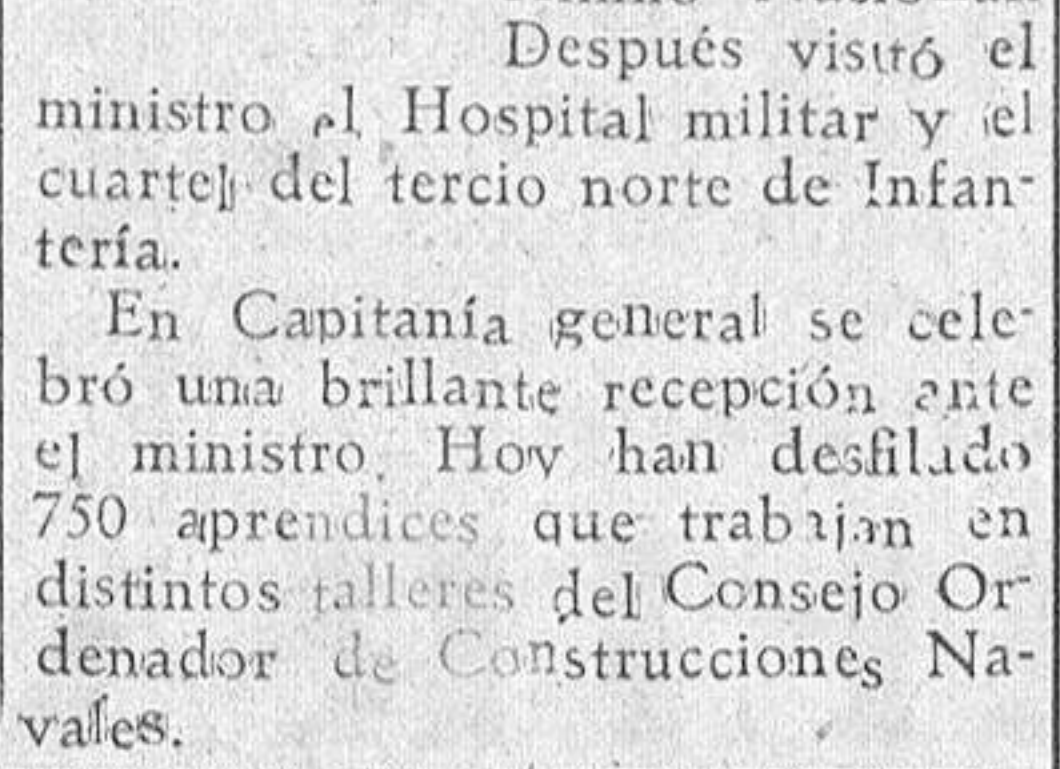 Después visitó el
ministro el Hospital militar y el
cuartel del tercio norte de Infan-
tería.
En Capitanía general se cele-
bró una brillante recepción ante
el ministro. Hoy han desfilado
750 aprendices que trabajan en
distintos talleres del Consejo Or-
denador de Construcciones Na-
vales.